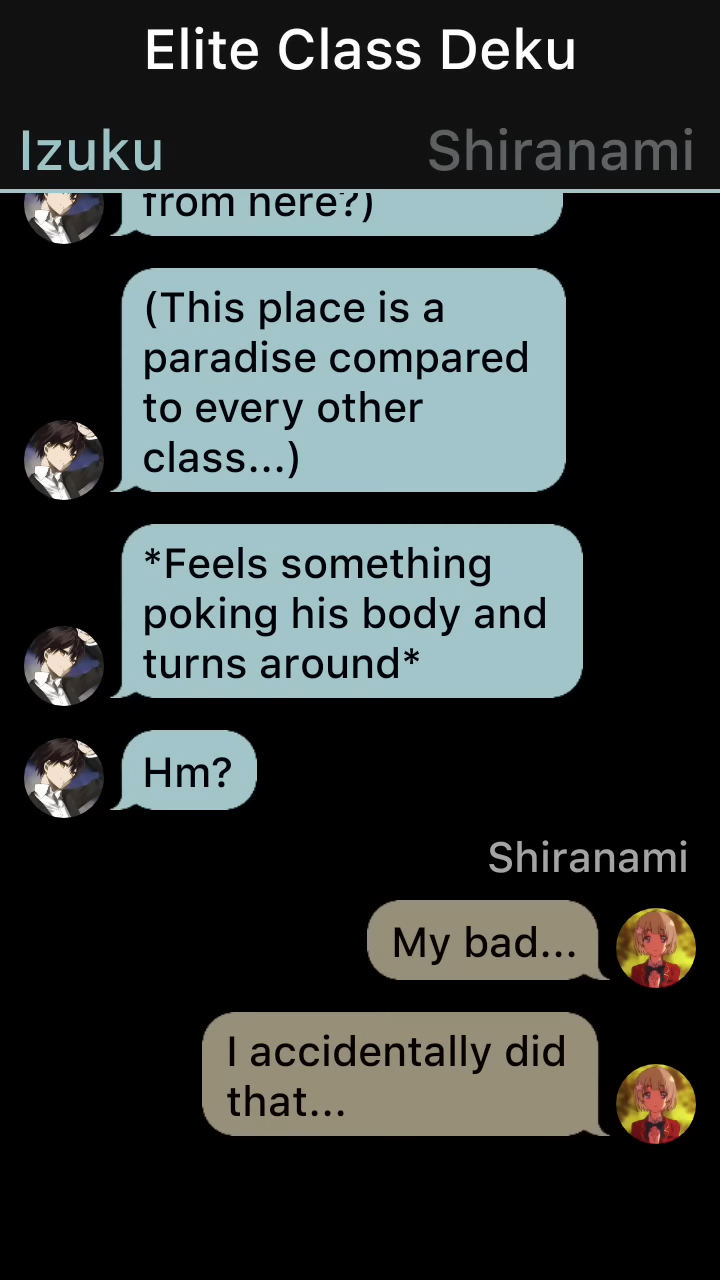 Elite Class Deku
Izuku
Shiranami
from here?)
(This place is a
paradise compared
to every other
class...)
*Feels something
poking his body and
turns around*
Hm?
Shiranami
My bad...
I accidentally did
that...